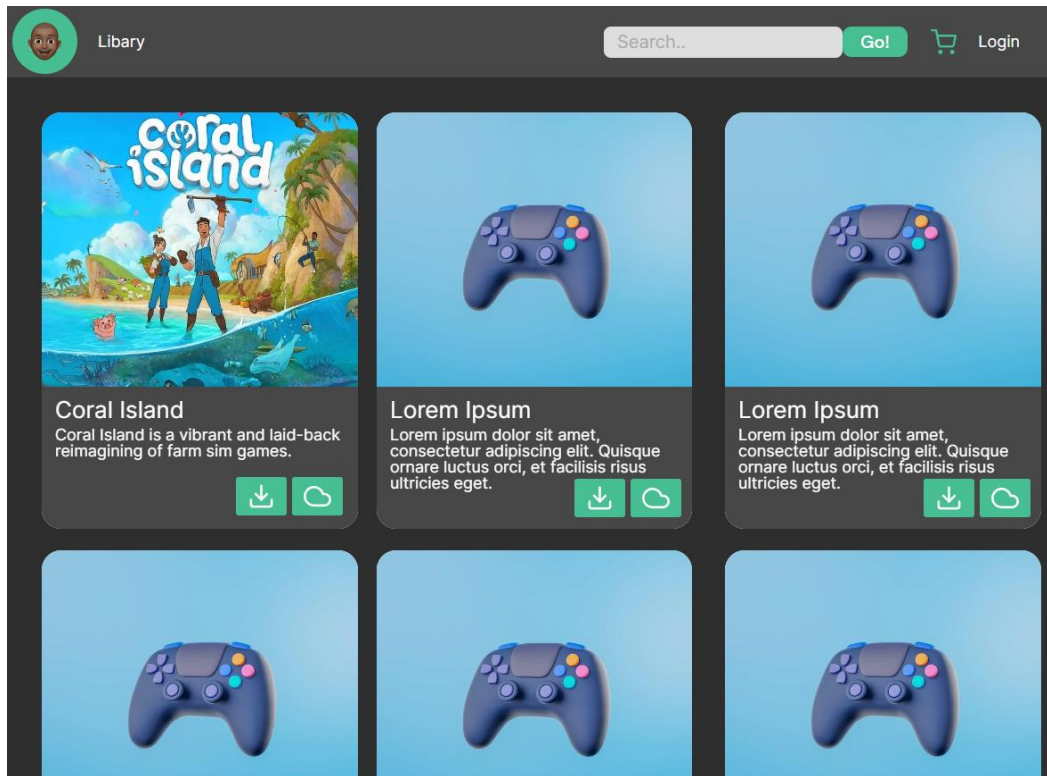 Libary
Search..
Go!
Login
coral
island
Coral Island
Coral Island is a vibrant and laid-back
reimagining of farm sim games.
Lorem Ipsum
Lorem ipsum dolor sit amet,
consectetur adipiscing elit. Quisque
ornare luctus orci, et facilisis risus
ultricies eget.
Lorem Ipsum
Lorem ipsum dolor sit amet,
consectetur adipiscing elit. Quisque
ornare luctus orci, et facilisis risus
ultricies eget.